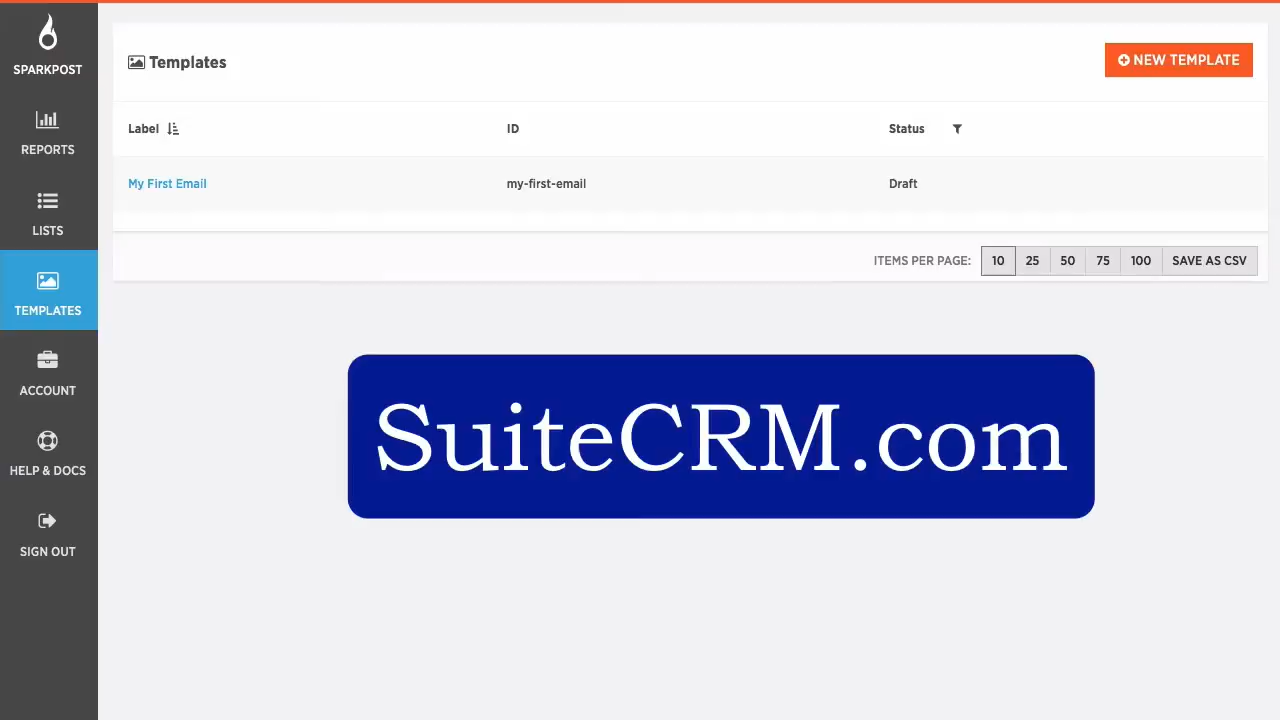 SPARKPOST
REPORTS
LISTS
TEMPLATES
ACCOUNT
HELP & DOCS
SIGN OUT
Templates
NEW TEMPLATE
Label ID Status
My First Email my-first-email Draft
ITEMS PER PAGE: 10 25 50 75 100 SAVE AS CSV
SuiteCRM.com